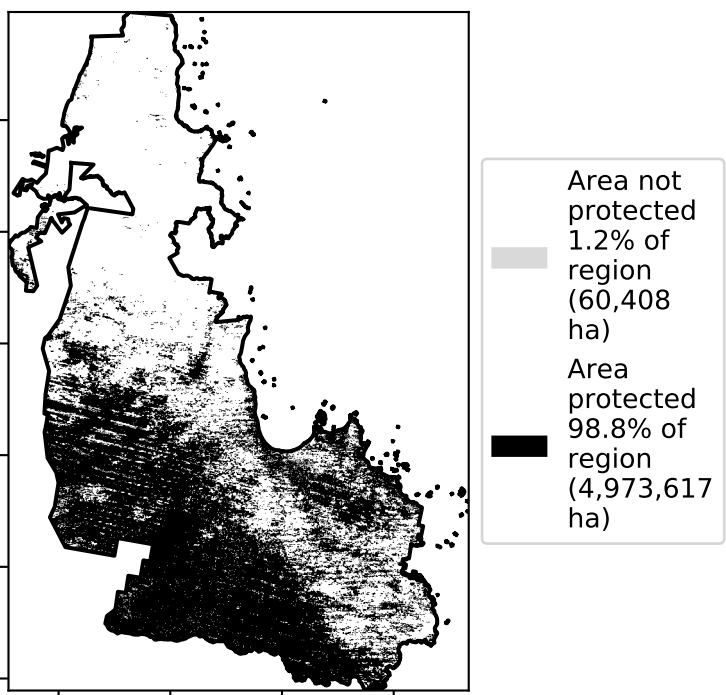 Area not
protected
1.2% of
region
(60,408
ha)
Area
protected
98.8% of
region
(4,973,617
ha)